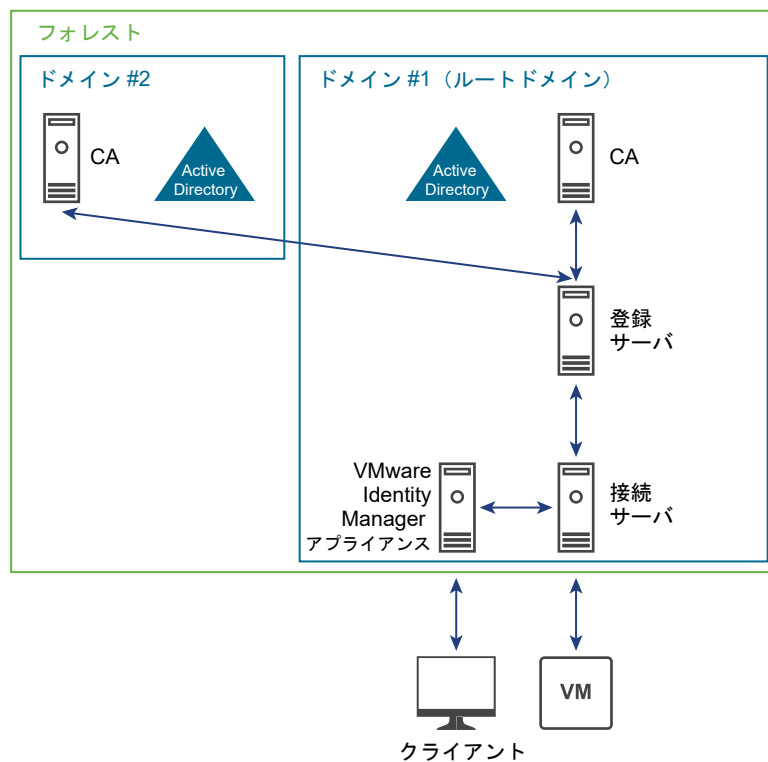 フォレスト
ドメイン #2
CA
Active
Directory
ドメイン #1（ルートドメイン）
Active
Directory
CA
登録
サーバ
VMware
Identity
Manager
アプライアンス
接続
サーバ
クライアント
VM